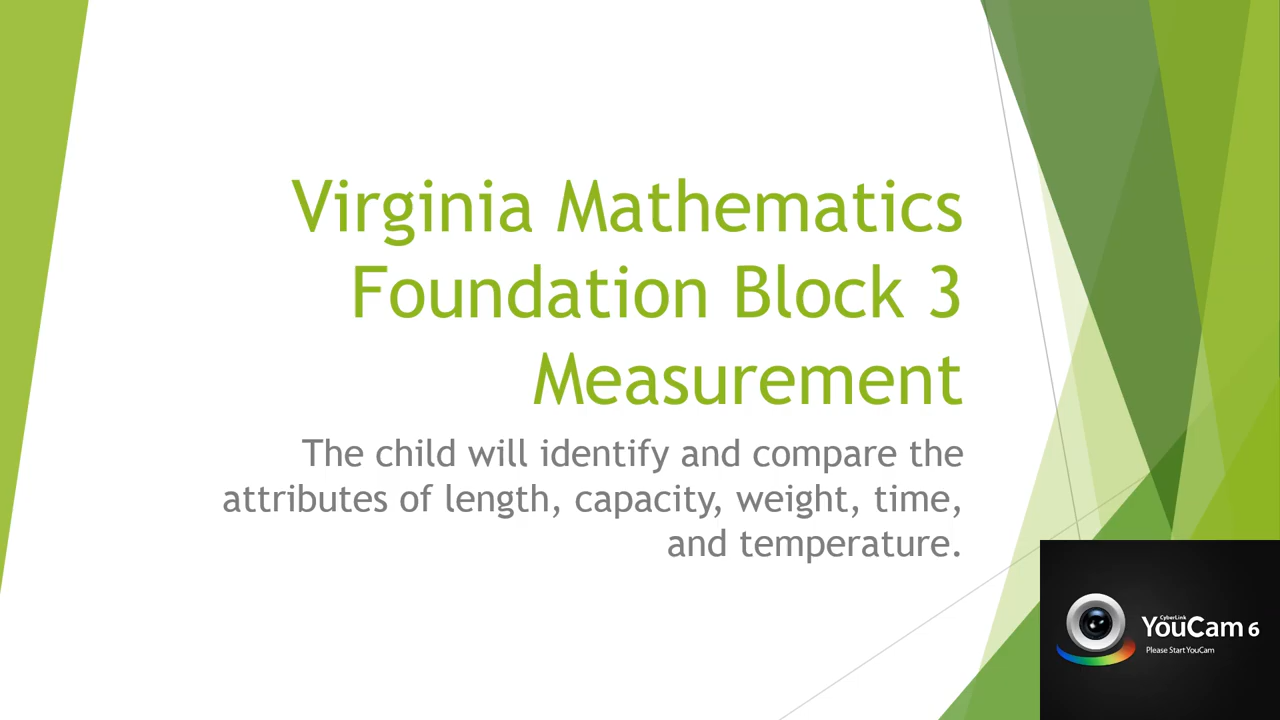 Virginia Mathematics
Foundation Block 3
Measurement
The child will identify and compare the
attributes of length, capacity, weight, time,
and temperature.
CyberLink
YouCam 6
Please Start YouCam